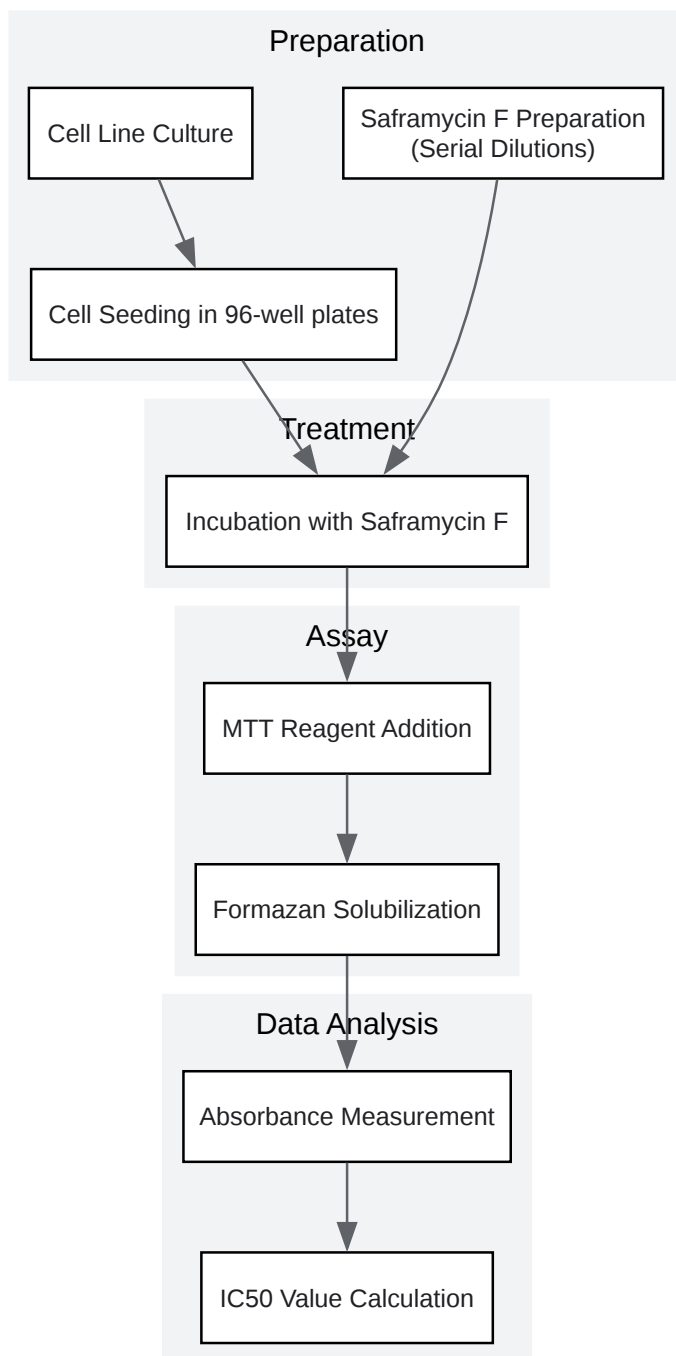 Preparation
Cell Line Culture
Saframycin F Preparation
(Serial Dilutions)
Cell Seeding in 96-well plates
Treatment
Incubation with Saframycin F
Assay
MTT Reagent Addition
Formazan Solubilization
Data Analysis
Absorbance Measurement
IC50 Value Calculation